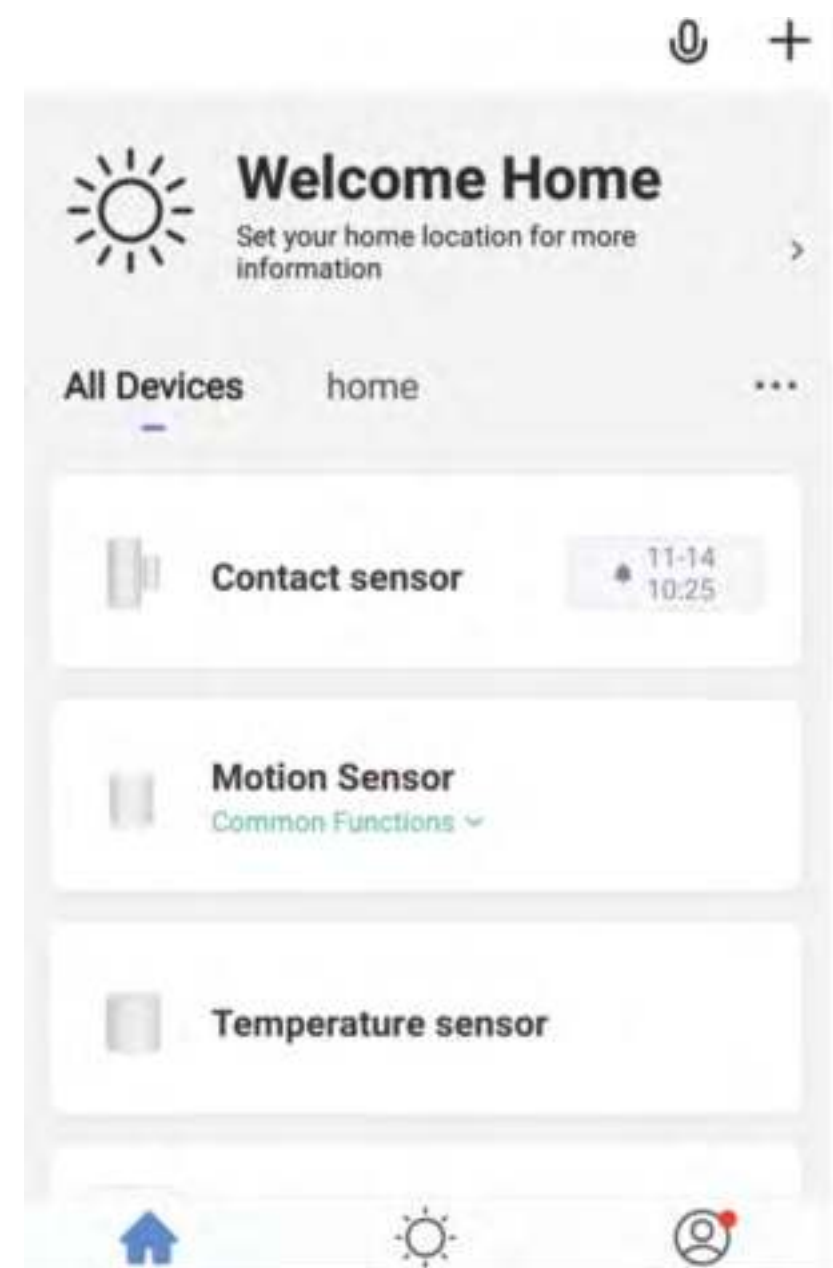 Welcome Home
Set your home location for more
information
All Devices
home
Contact sensor
11-14
10:25
Motion Sensor
Common Functions
Temperature sensor